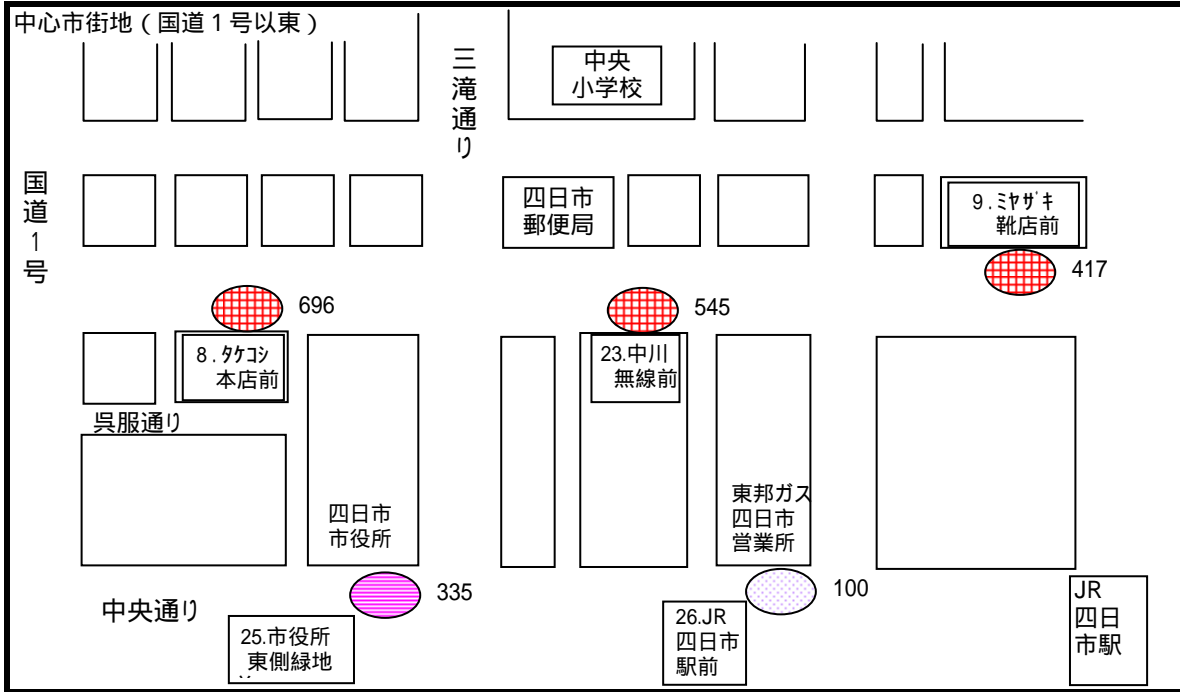 中心市街地（国道１号以東）
三滝通り
中央
小学校
国道１号
四日市
郵便局
9.ﾐﾔｻﾞｷ
靴店前
417
696
545
8.ﾀｹｺｼ
本店前
23.中川
無線前
呉服通り
四日市
市役所
東邦ガス
四日市
営業所
335
100
中央通り
25.市役所
東側緑地
26.JR
四日市
駅前
JR
四日
市駅